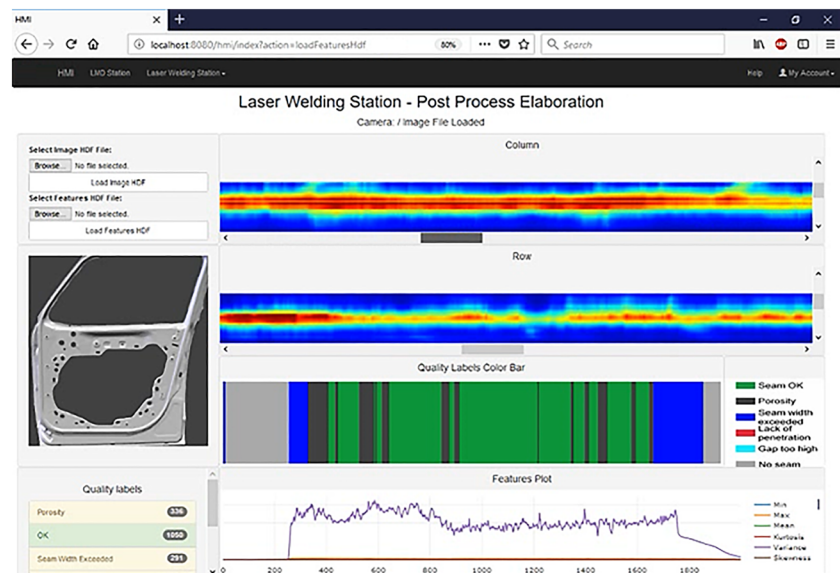 HMI
localhost:8080/hmi/index?action=loadFeaturesHdf
80%
Search
HMI LMD Station Laser Welding Station
Help My Account
Laser Welding Station - Post Process Elaboration
Camera: / Image File Loaded
Select Image HDF File:
Browse... No file selected.
Load Image HDF
Select Features HDF File:
Browse... No file selected.
Load Features HDF
Column
Row
Quality Labels Color Bar
Seam OK
Porosity
Seam width
exceeded
Lack of
penetration
Gap too high
No seam
Quality labels
Porosity 336
OK 1050
Seam Width Exceeded 291
Features Plot
Min
Max
Mean
Kurtosis
Variance
Skewness
0 200 400 600 800 1000 1200 1400 1600 1800